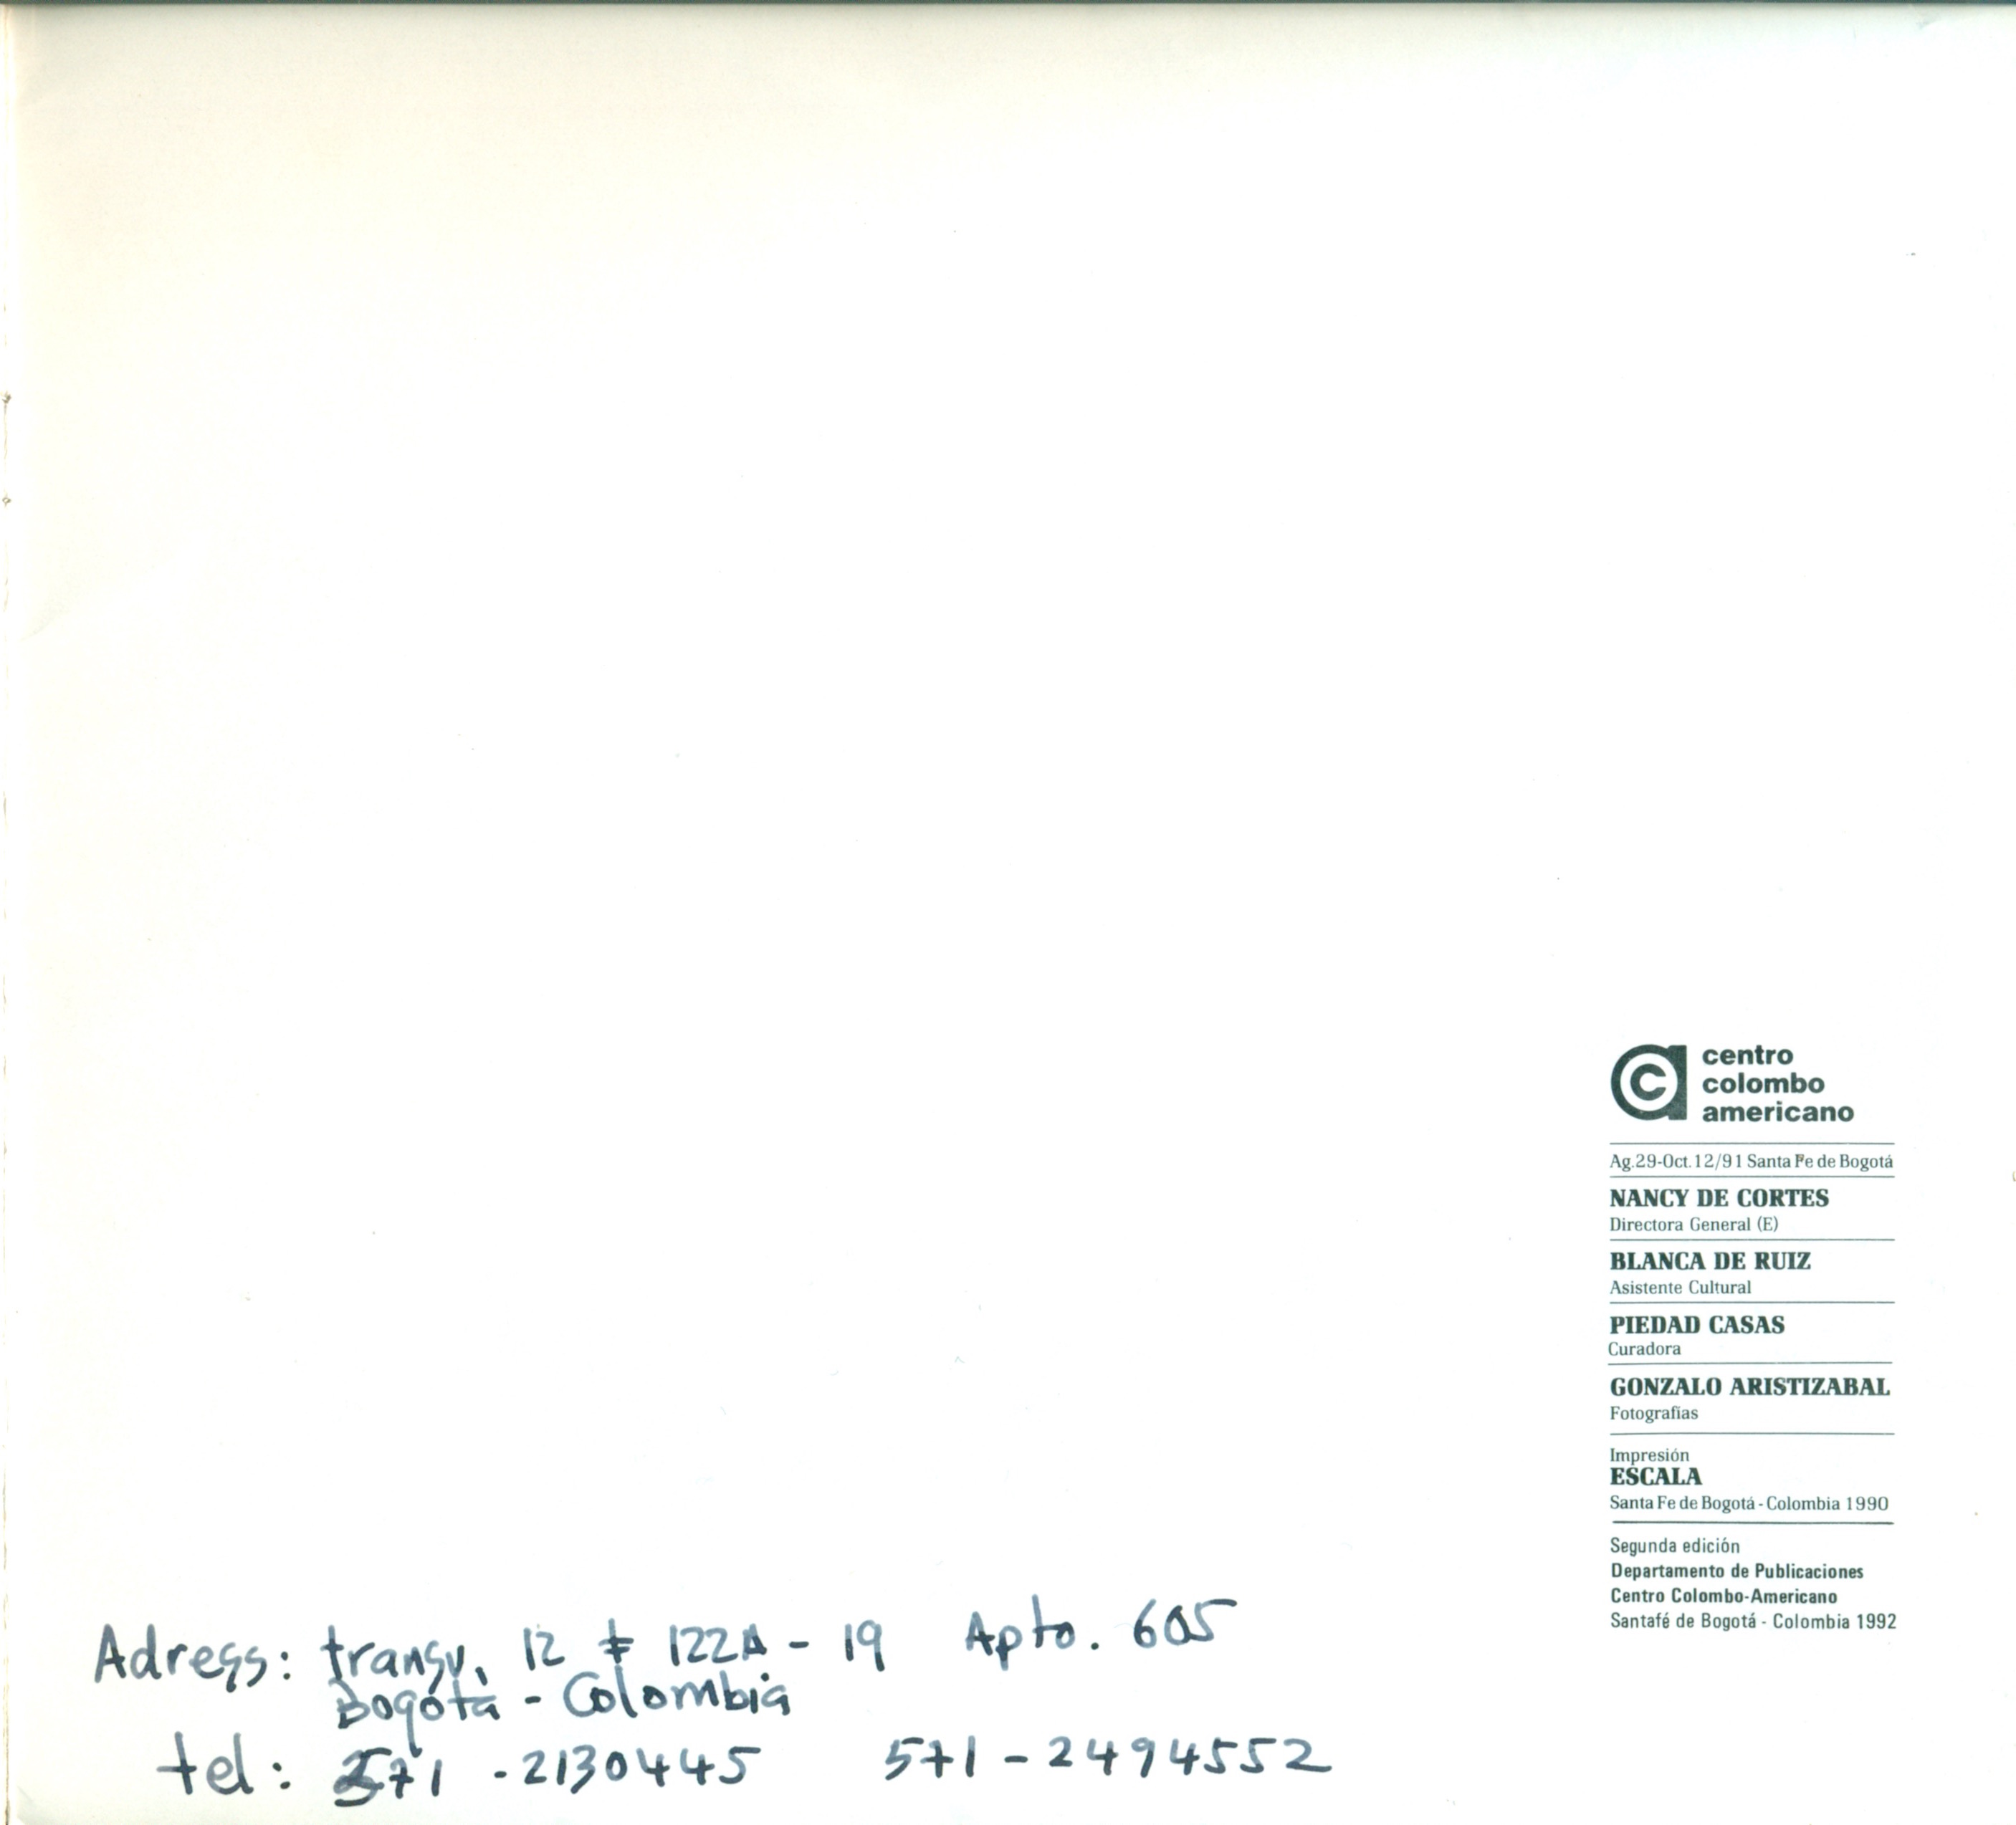 centro
colombo
americano
Ag.29-Oct.12/91 Santa Fe de Bogotá
NANCY DE CORTES
Directora General (E)
BLANCA DE RUIZ
Asistente Cultural
PIEDAD CASAS
Curadora
GONZALO ARISTIZABAL
Fotografías
Impresión
ESCALA
Santa Fe de Bogotá - Colombia 1990
Segunda edición
Departamento de Publicaciones
Centro Colombo-Americano
Santafé de Bogotá - Colombia 1992
Adress: transv. 12 # 122A - 19 Apto. 605
Bogotá - Colombia
tel: 571 - 2130445 571 - 2494552